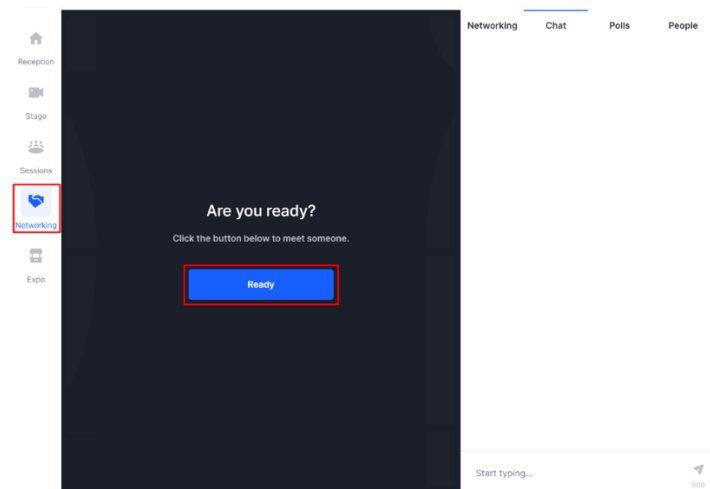 Reception
Stage
Sessions
Networking
Expo
Are you ready?
Click the button below to meet someone.
Ready
Networking Chat Polls People
Start typing...
500